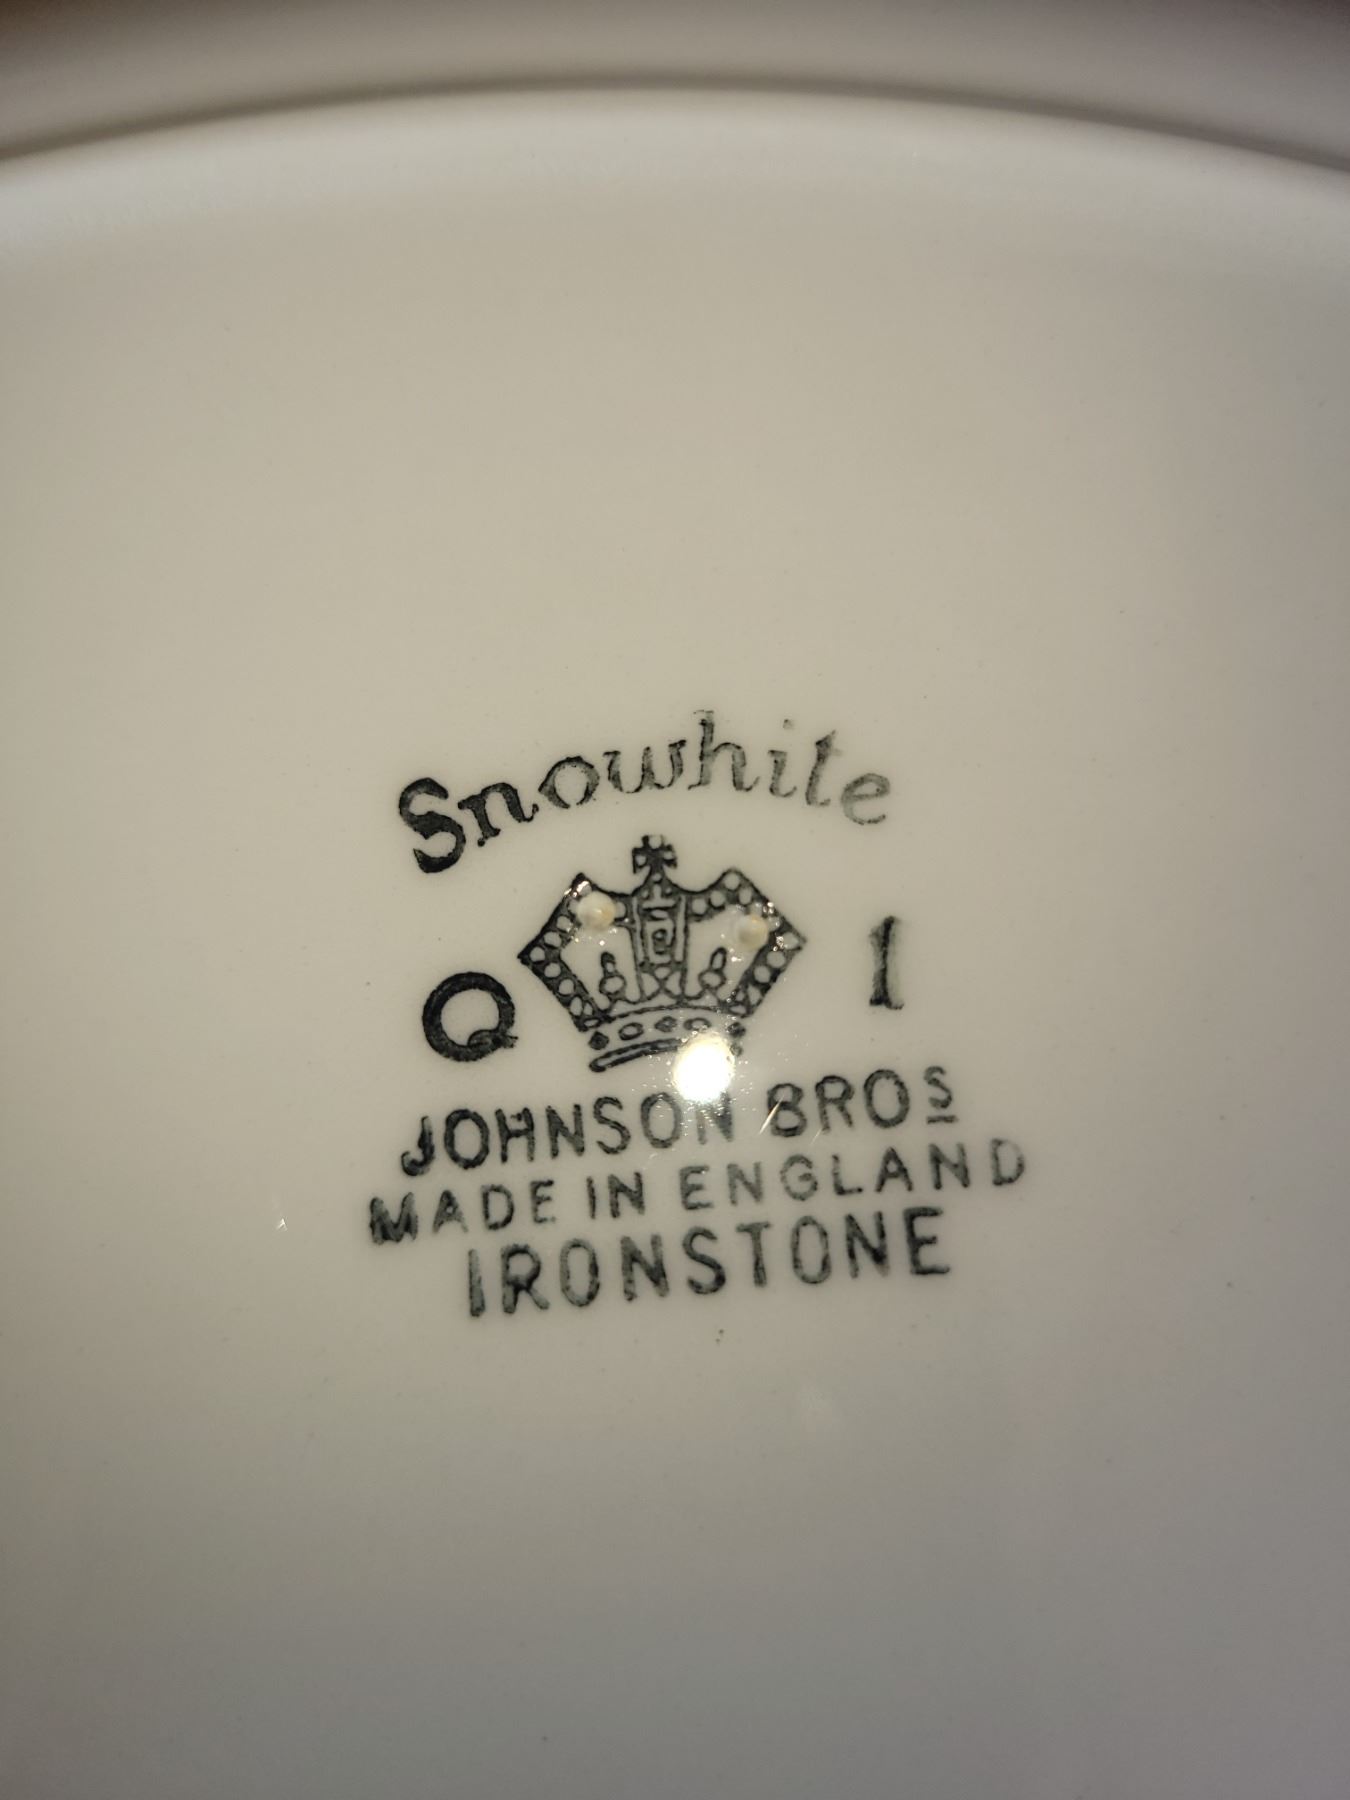 Snowhite
Q 1
JOHNSON BROS
MADE IN ENGLAND
IRONSTONE